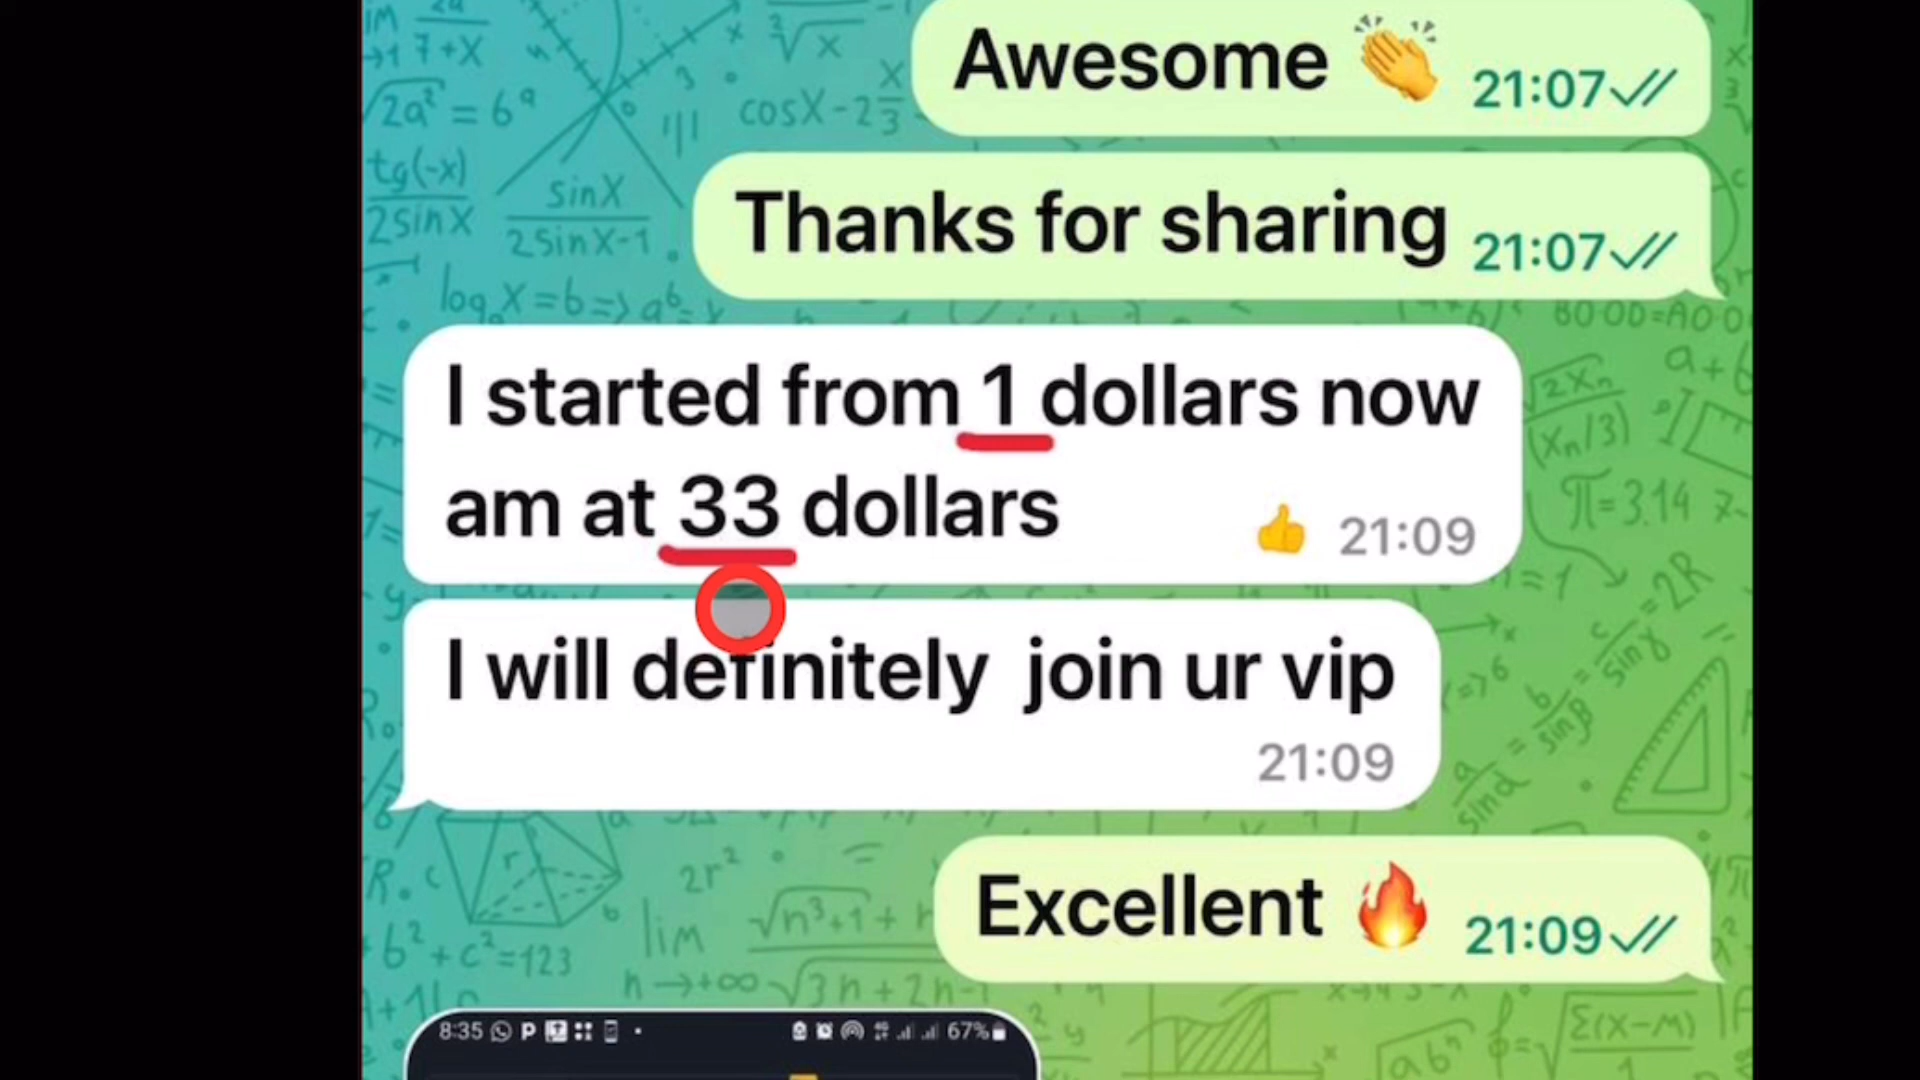 Awesome 👏 21:07
Thanks for sharing 21:07
I started from 1 dollars now
am at 33 dollars 👍 21:09
I will definitely join ur vip
21:09
Excellent 🔥 21:09
8:35 67%